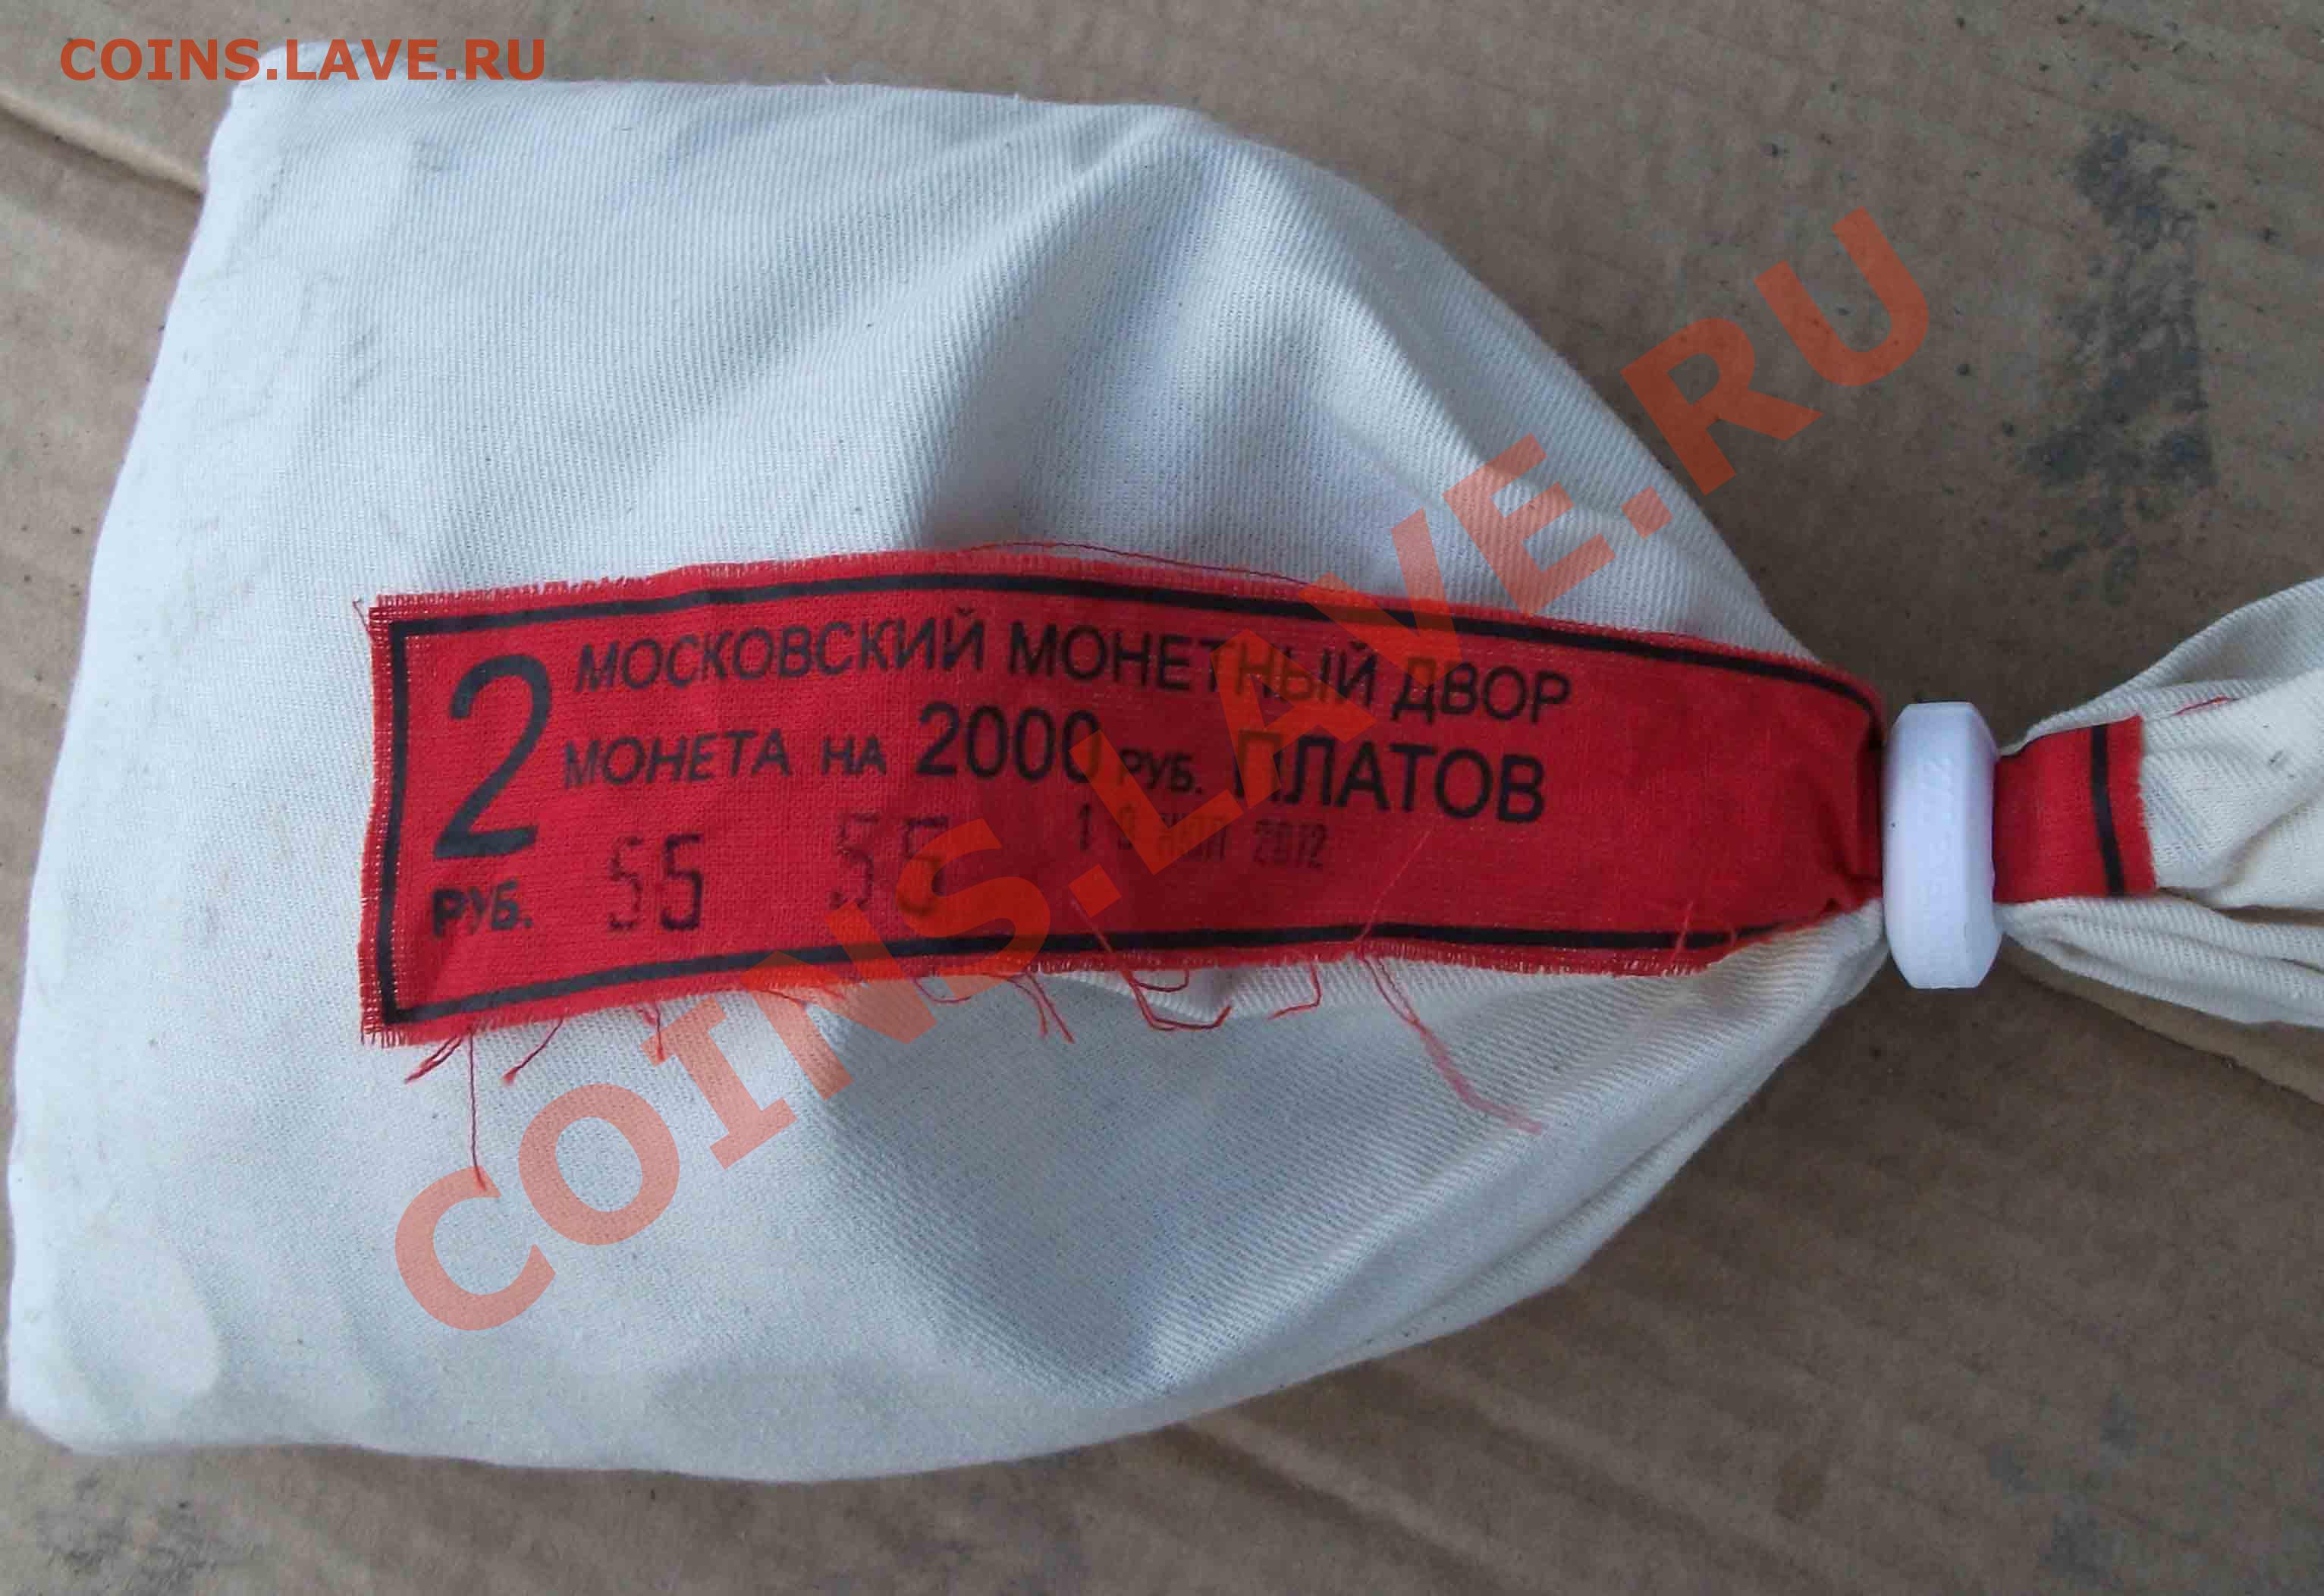 COINS.LAVE.RU
2 МОСКОВСКИЙ МОНЕТНЫЙ ДВОР
МОНЕТА НА 2000 РУБ. ПЛАТОВ
РУБ. 55 55 2012
COINS.LAVE.RU